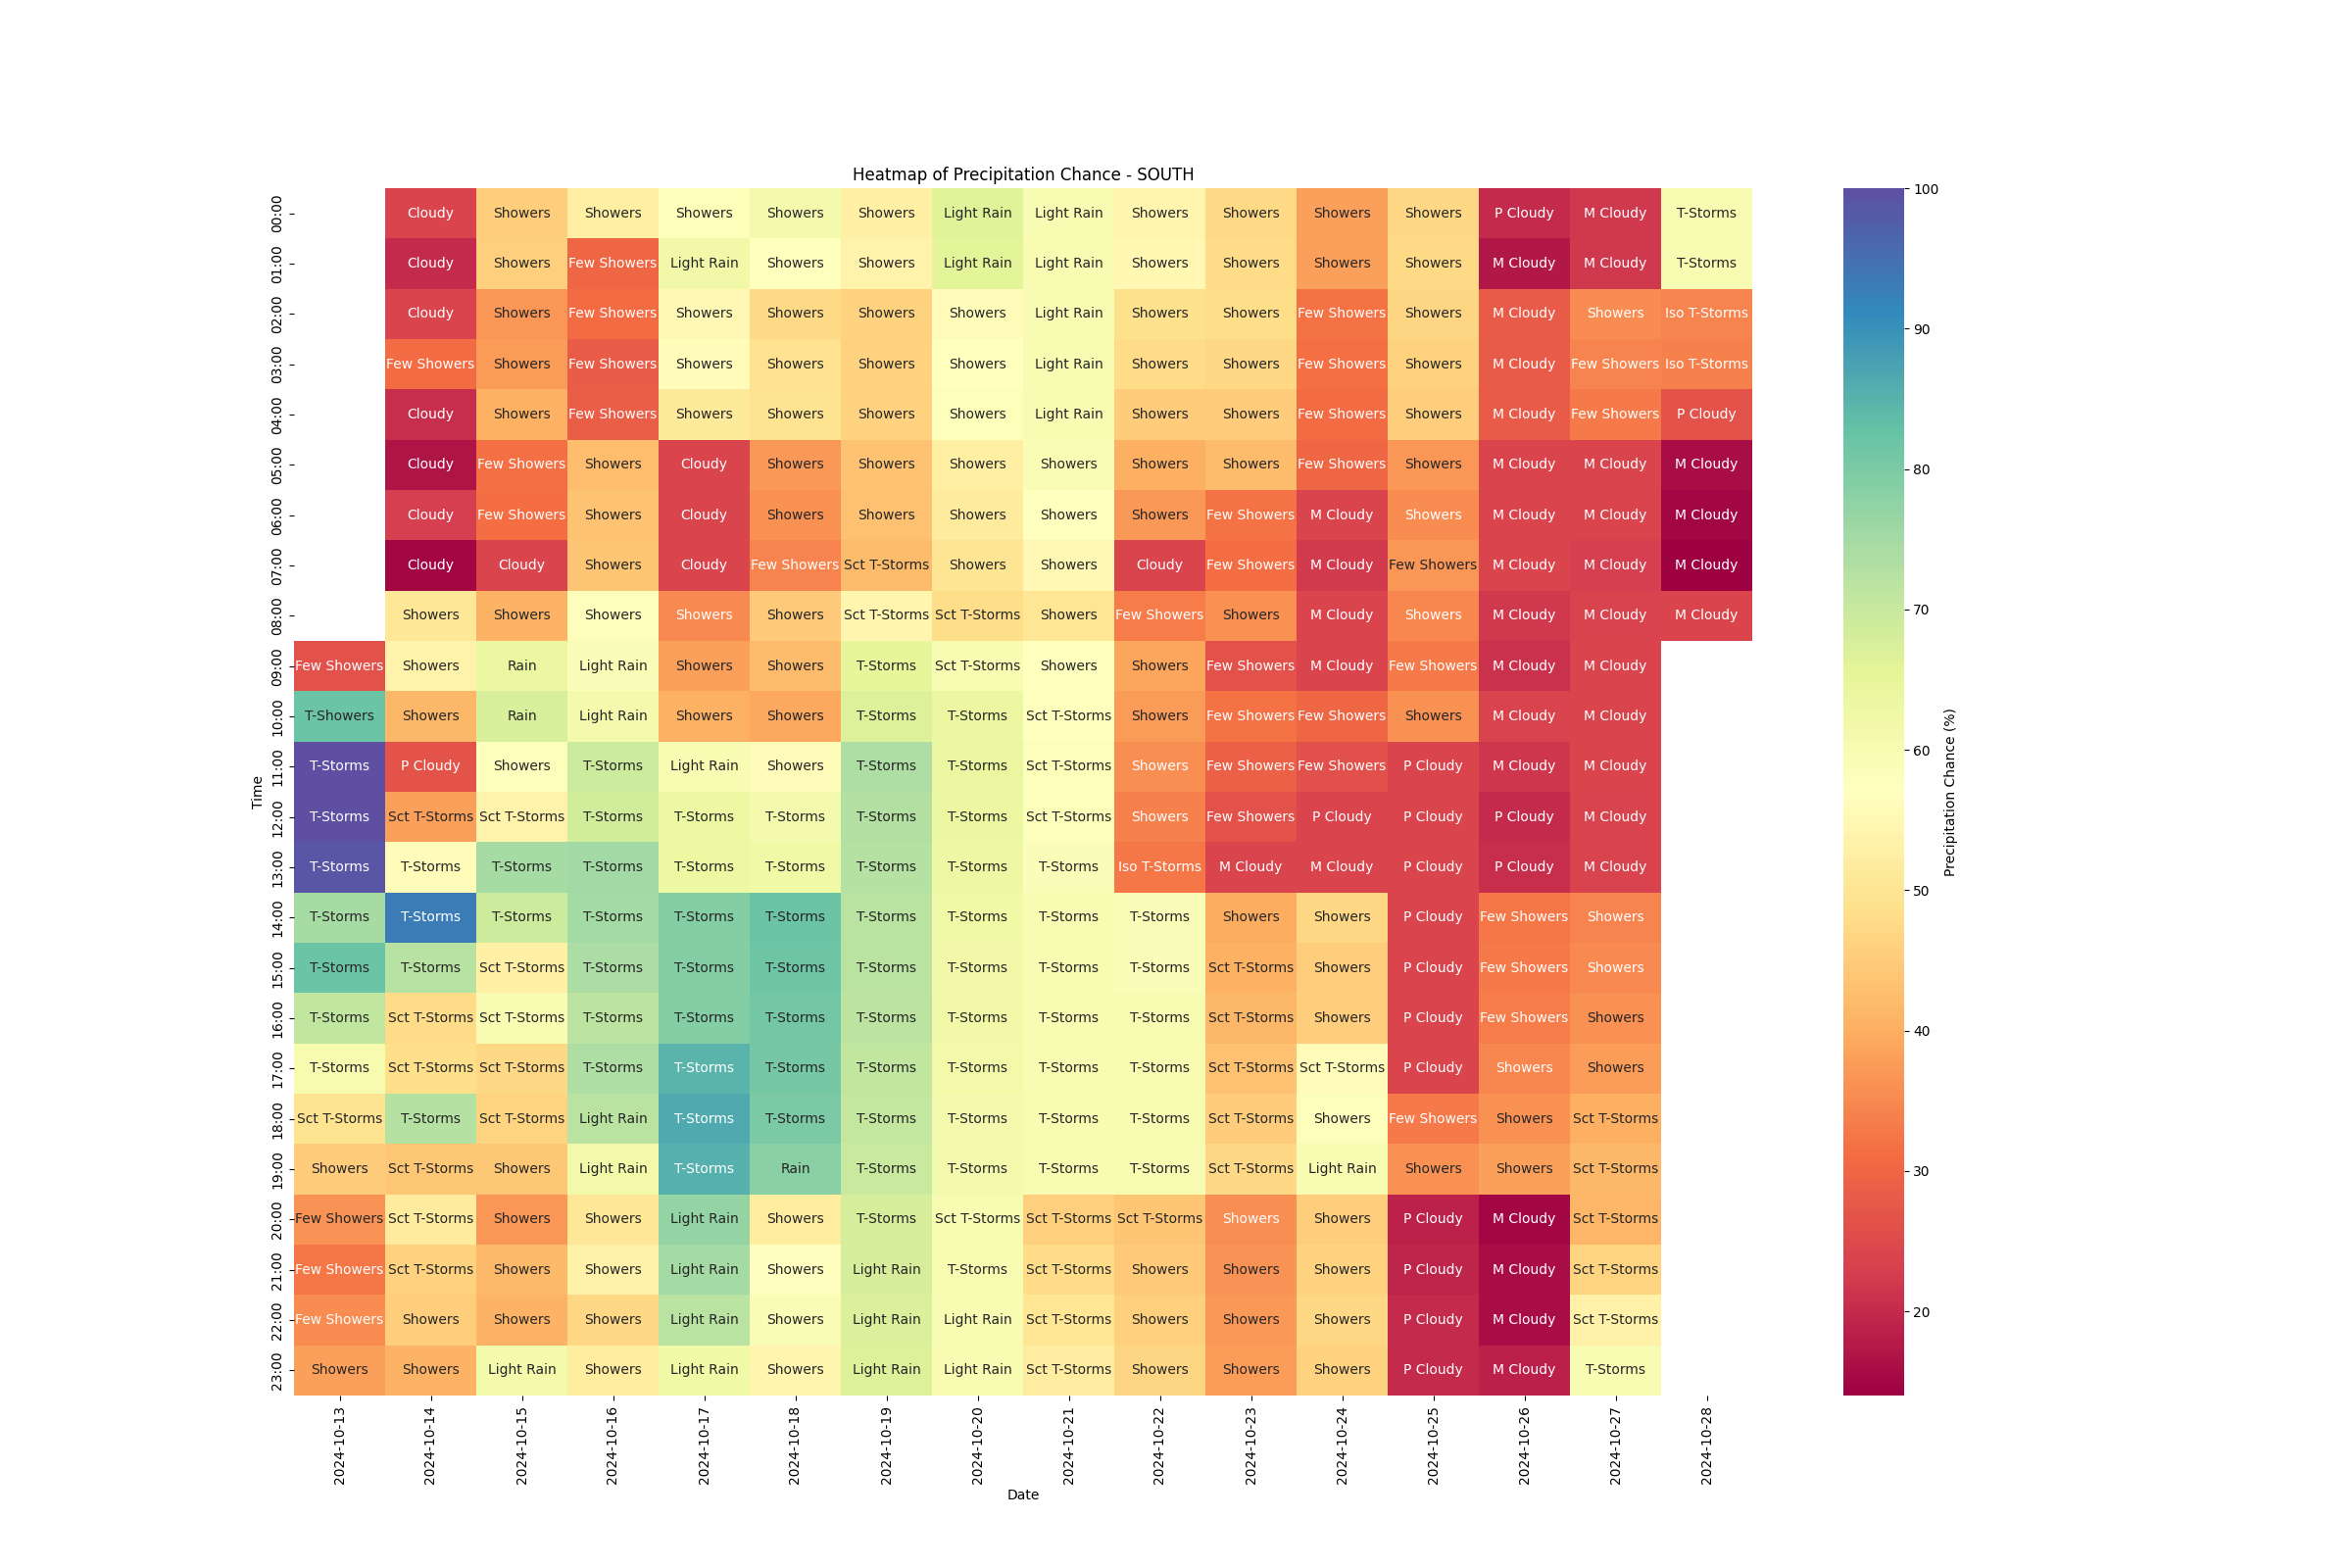 Heatmap of Precipitation Chance - SOUTH
00:00 Cloudy Showers Showers Showers Showers Showers Light Rain Light Rain Showers Showers Showers Showers P Cloudy M Cloudy T-Storms
01:00 Cloudy Showers Few Showers Light Rain Showers Showers Light Rain Light Rain Showers Showers Showers Showers M Cloudy M Cloudy T-Storms
02:00 Cloudy Showers Few Showers Showers Showers Showers Showers Light Rain Showers Showers Few Showers Showers M Cloudy Showers Iso T-Storms
03:00 Few Showers Showers Few Showers Showers Showers Showers Showers Light Rain Showers Showers Few Showers Showers M Cloudy Few Showers Iso T-Storms
04:00 Cloudy Showers Few Showers Showers Showers Showers Showers Light Rain Showers Showers Few Showers Showers M Cloudy Few Showers P Cloudy
05:00 Cloudy Few Showers Showers Cloudy Showers Showers Showers Showers Showers Showers Few Showers Showers M Cloudy M Cloudy M Cloudy
06:00 Cloudy Few Showers Showers Cloudy Showers Showers Showers Showers Showers Few Showers M Cloudy Showers M Cloudy M Cloudy M Cloudy
07:00 Cloudy Cloudy Showers Cloudy Few Showers Sct T-Storms Showers Showers Cloudy Few Showers M Cloudy Few Showers M Cloudy M Cloudy M Cloudy
08:00 Showers Showers Showers Showers Showers Sct T-Storms Sct T-Storms Showers Few Showers Showers M Cloudy Showers M Cloudy M Cloudy M Cloudy
09:00 Few Showers Showers Rain Light Rain Showers Showers T-Storms Sct T-Storms Showers Showers Few Showers M Cloudy Few Showers M Cloudy M Cloudy
10:00 T-Showers Showers Rain Light Rain Showers Showers T-Storms T-Storms Sct T-Storms Showers Few Showers Few Showers Showers M Cloudy M Cloudy
11:00 T-Storms P Cloudy Showers T-Storms Light Rain Showers T-Storms T-Storms Sct T-Storms Showers Few Showers Few Showers P Cloudy M Cloudy M Cloudy
12:00 T-Storms Sct T-Storms Sct T-Storms T-Storms T-Storms T-Storms T-Storms T-Storms Sct T-Storms Showers Few Showers P Cloudy P Cloudy P Cloudy M Cloudy
13:00 T-Storms T-Storms T-Storms T-Storms T-Storms T-Storms T-Storms T-Storms T-Storms Iso T-Storms M Cloudy M Cloudy P Cloudy P Cloudy M Cloudy
14:00 T-Storms T-Storms T-Storms T-Storms T-Storms T-Storms T-Storms T-Storms T-Storms T-Storms Showers Showers P Cloudy Few Showers Showers
15:00 T-Storms T-Storms Sct T-Storms T-Storms T-Storms T-Storms T-Storms T-Storms T-Storms T-Storms Sct T-Storms Showers P Cloudy Few Showers Showers
16:00 T-Storms Sct T-Storms Sct T-Storms T-Storms T-Storms T-Storms T-Storms T-Storms T-Storms T-Storms Sct T-Storms Showers P Cloudy Few Showers Showers
17:00 T-Storms Sct T-Storms Sct T-Storms T-Storms T-Storms T-Storms T-Storms T-Storms T-Storms T-Storms Sct T-Storms Sct T-Storms P Cloudy Showers Showers
18:00 Sct T-Storms T-Storms Sct T-Storms Light Rain T-Storms T-Storms T-Storms T-Storms T-Storms T-Storms Sct T-Storms Showers Few Showers Showers Sct T-Storms
19:00 Showers Sct T-Storms Showers Light Rain T-Storms Rain T-Storms T-Storms T-Storms T-Storms Sct T-Storms Light Rain Showers Showers Sct T-Storms
20:00 Few Showers Sct T-Storms Showers Showers Light Rain Showers T-Storms Sct T-Storms Sct T-Storms Sct T-Storms Showers Showers P Cloudy M Cloudy Sct T-Storms
21:00 Few Showers Sct T-Storms Showers Showers Light Rain Showers Light Rain T-Storms Sct T-Storms Showers Showers Showers P Cloudy M Cloudy Sct T-Storms
22:00 Few Showers Showers Showers Showers Light Rain Showers Light Rain Light Rain Sct T-Storms Showers Showers Showers P Cloudy M Cloudy Sct T-Storms
23:00 Showers Showers Light Rain Showers Light Rain Showers Light Rain Light Rain Sct T-Storms Showers Showers Showers P Cloudy M Cloudy T-Storms
Time
2024-10-13 2024-10-14 2024-10-15 2024-10-16 2024-10-17 2024-10-18 2024-10-19 2024-10-20 2024-10-21 2024-10-22 2024-10-23 2024-10-24 2024-10-25 2024-10-26 2024-10-27 2024-10-28
Date
100
90
80
70
60
50
40
30
20
Precipitation Chance (%)